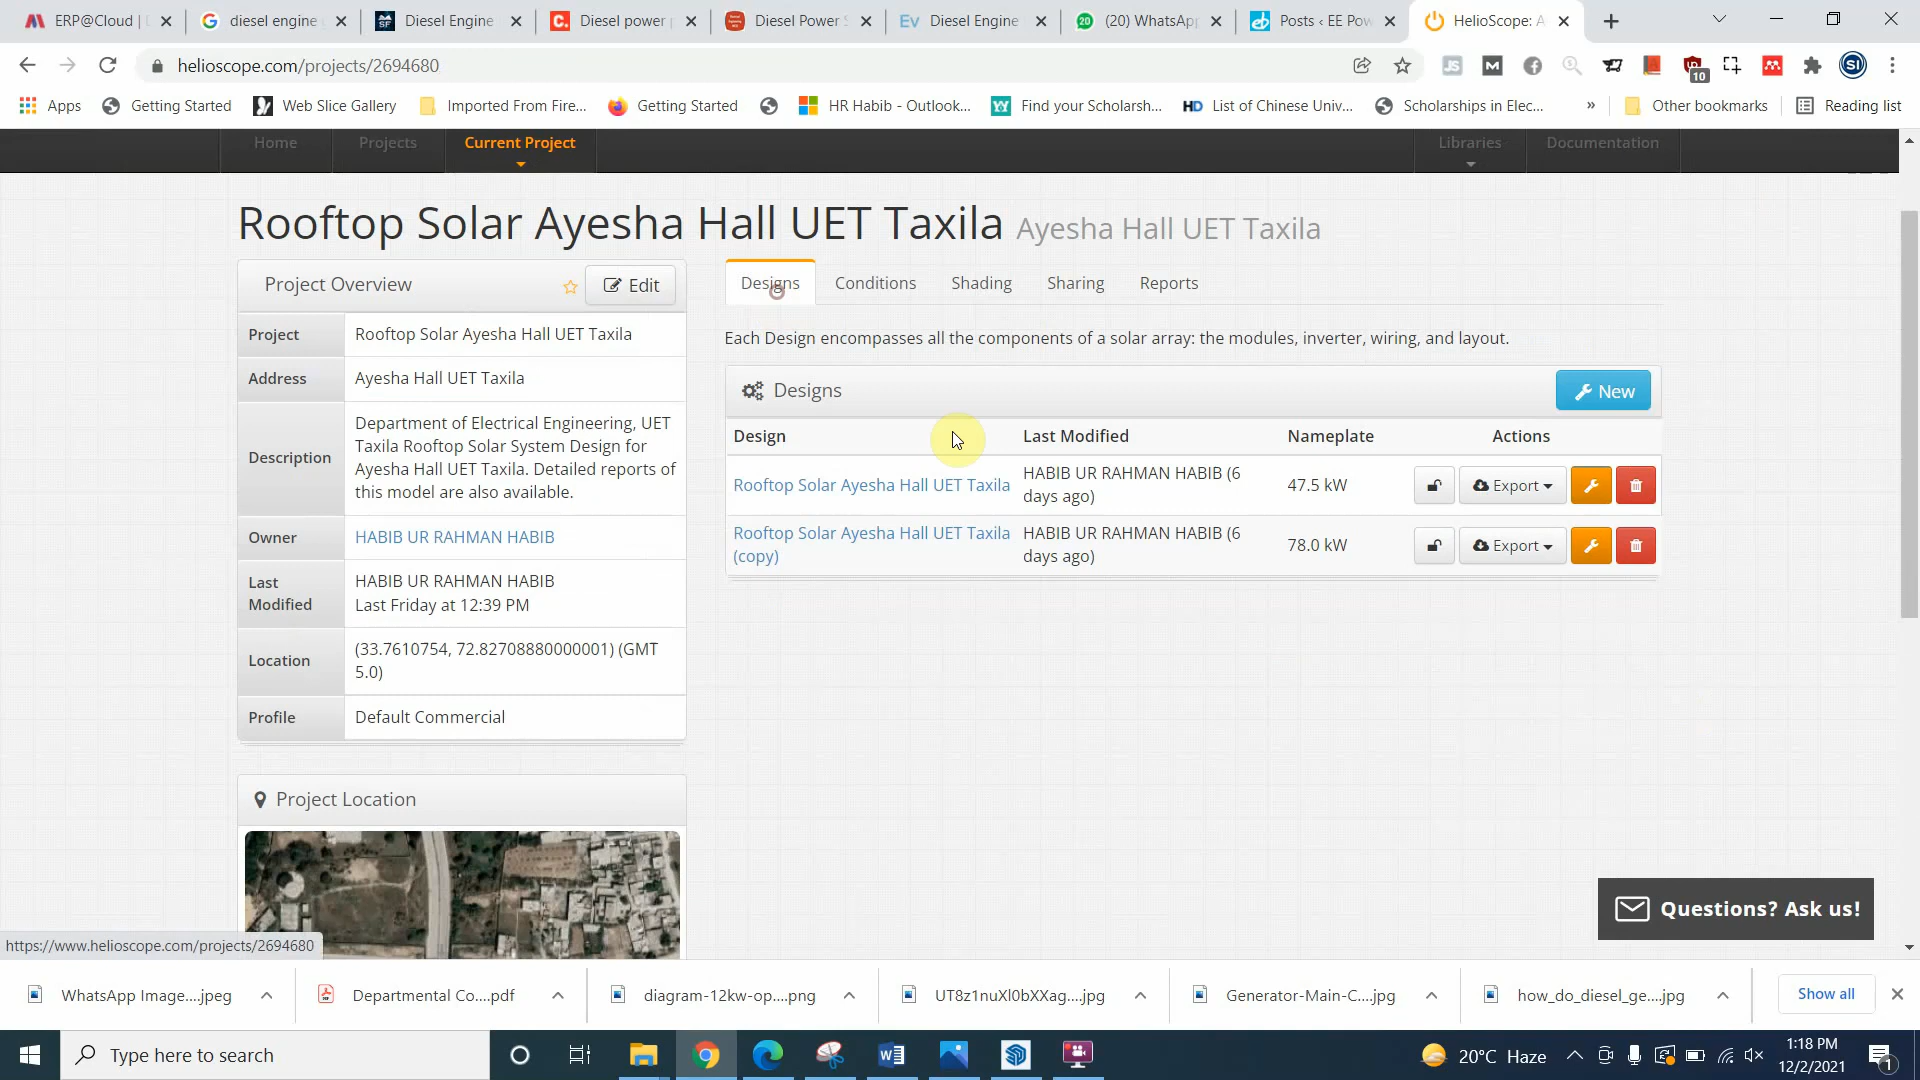 ERP@Cloud |
diesel engine
Diesel Engine
Diesel power p
Diesel Power S
Diesel Engine
(20) WhatsApp
Posts ‹ EE Pow
HelioScope: A
helioscope.com/projects/2694680
10
SI
Apps
Getting Started
Web Slice Gallery
Imported From Fire...
Getting Started
HR Habib - Outlook...
Find your Scholarsh...
List of Chinese Univ...
Scholarships in Elec...
»
Other bookmarks
Reading list
Home
Projects
Current Project
Libraries
Documentation
Rooftop Solar Ayesha Hall UET Taxila Ayesha Hall UET Taxila
Project Overview
Edit
Project
Rooftop Solar Ayesha Hall UET Taxila
Address
Ayesha Hall UET Taxila
Description
Department of Electrical Engineering, UET
Taxila Rooftop Solar System Design for
Ayesha Hall UET Taxila. Detailed reports of
this model are also available.
Owner
HABIB UR RAHMAN HABIB
Last
Modified
HABIB UR RAHMAN HABIB
Last Friday at 12:39 PM
Location
(33.7610754, 72.82708880000001) (GMT
5.0)
Profile
Default Commercial
Project Location
Designs
Conditions
Shading
Sharing
Reports
Each Design encompasses all the components of a solar array: the modules, inverter, wiring, and layout.
Designs
New
Design
Last Modified
Nameplate
Actions
Rooftop Solar Ayesha Hall UET Taxila
HABIB UR RAHMAN HABIB (6
days ago)
47.5 kW
Export
Rooftop Solar Ayesha Hall UET Taxila
(copy)
HABIB UR RAHMAN HABIB (6
days ago)
78.0 kW
Export
Questions? Ask us!
https://www.helioscope.com/projects/2694680
WhatsApp Image....jpeg
Departmental Co....pdf
diagram-12kw-op....png
UT8z1nuXl0bXXag....jpg
Generator-Main-C....jpg
how_do_diesel_ge....jpg
Show all
Type here to search
20°C Haze
1:18 PM
12/2/2021
1